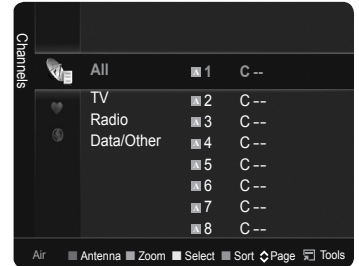 Channels
All A 1 C --
TV A 2 C --
Radio A 3 C --
Data/Other A 4 C --
A 5 C --
A 6 C --
A 7 C --
A 8 C --
Air Antenna Zoom Select Sort Page Tools